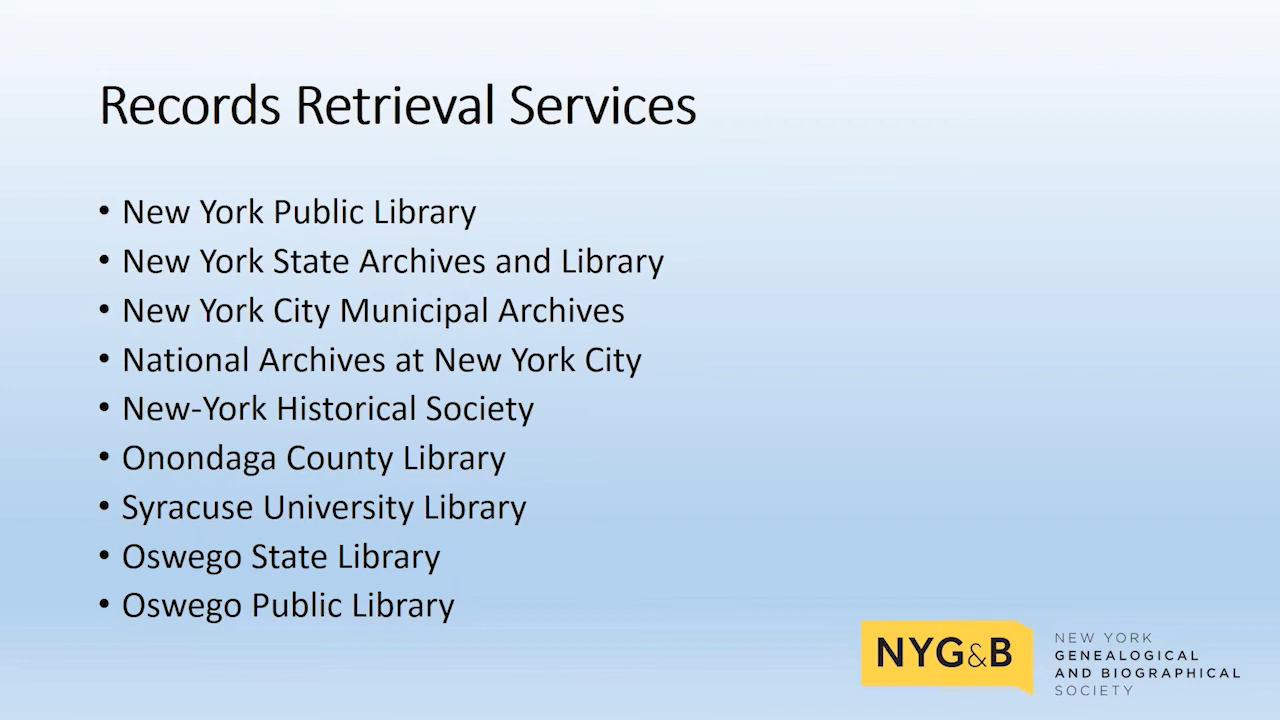 Records Retrieval Services
• New York Public Library
• New York State Archives and Library
• New York City Municipal Archives
• National Archives at New York City
• New-York Historical Society
• Onondaga County Library
• Syracuse University Library
• Oswego State Library
• Oswego Public Library
NYG&B
NEW YORK
GENEALOGICAL
AND BIOGRAPHICAL
SOCIETY